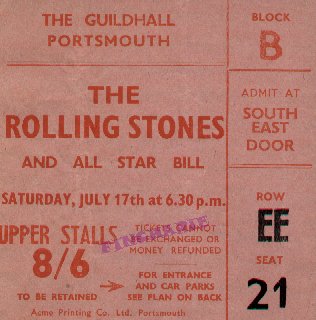 THE GUILDHALL
PORTSMOUTH
THE
ROLLING STONES
AND ALL STAR BILL
SATURDAY, JULY 17th at 6.30 p.m.
UPPER STALLS
8/6
TICKETS CANNOT
BE EXCHANGED OR
MONEY REFUNDED
TO BE RETAINED
FOR ENTRANCE
AND CAR PARKS
SEE PLAN ON BACK
Acme Printing Co. Ltd. Portsmouth
BLOCK
B
ADMIT AT
SOUTH
EAST
DOOR
ROW
EE
SEAT
21